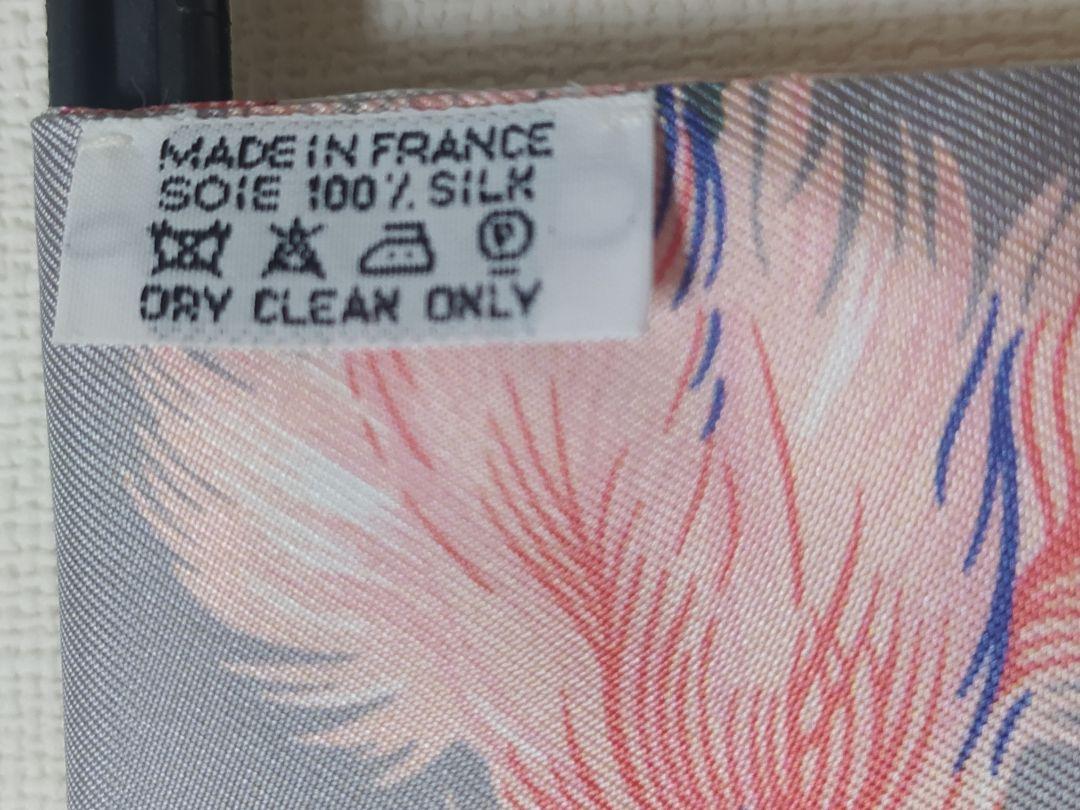 MADE IN FRANCE
SOIE 100% SILK
P
DRY CLEAN ONLY